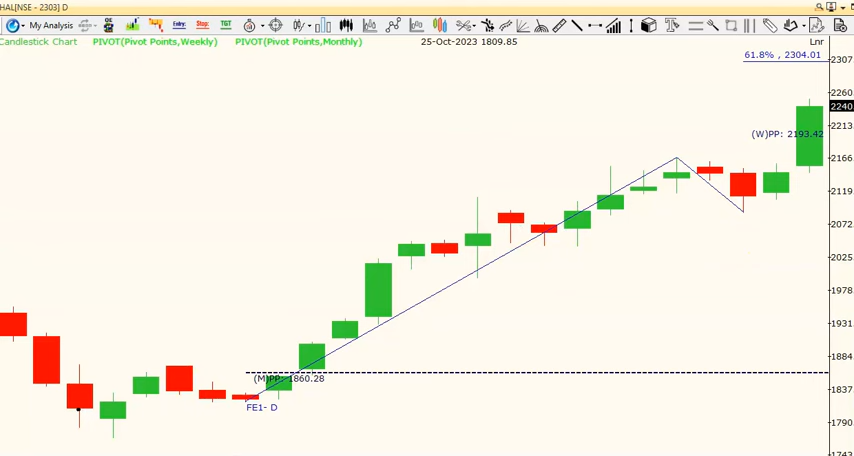 HAL[NSE - 2303] D
My Analysis
Entry: Stop: TGT
Candlestick Chart PIVOT(Pivot Points,Weekly) PIVOT(Pivot Points,Monthly) 25-Oct-2023 1809.85 Lnr
61.8% , 2304.01
2307
2260
2240
2213
(W)PP: 2193.42
2166
2119
2072
2025
1978
1931
1884
(M)PP: 1860.28
1837
FE1- D
1790
1743